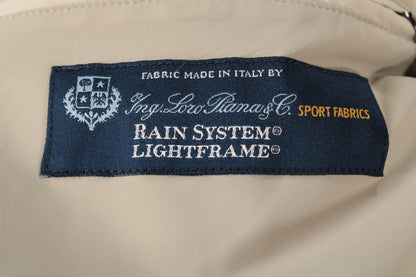 FABRIC MADE IN ITALY BY
Ing. Loro Piana & C. SPORT FABRICS
RAIN SYSTEM®
LIGHTFRAME®